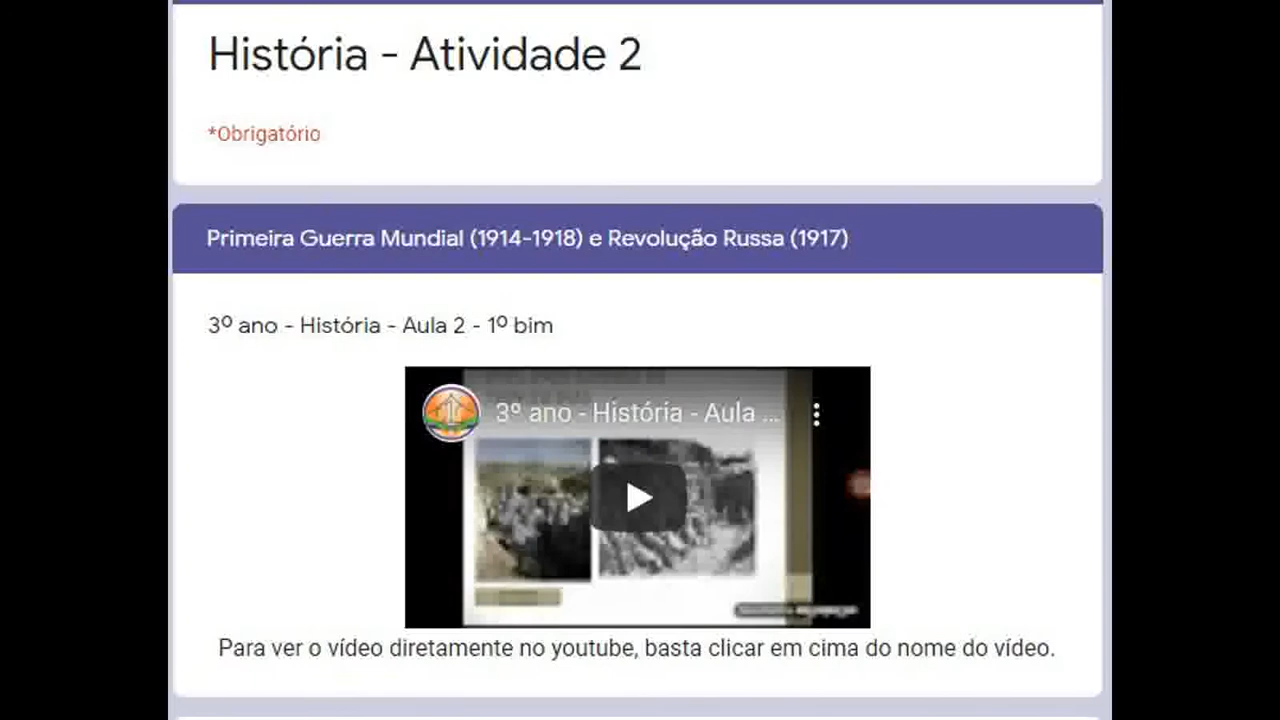 História - Atividade 2
*Obrigatório
Primeira Guerra Mundial (1914-1918) e Revolução Russa (1917)
3º ano - História - Aula 2 - 1º bim
3º ano - História - Aula ...
Para ver o vídeo diretamente no youtube, basta clicar em cima do nome do vídeo.